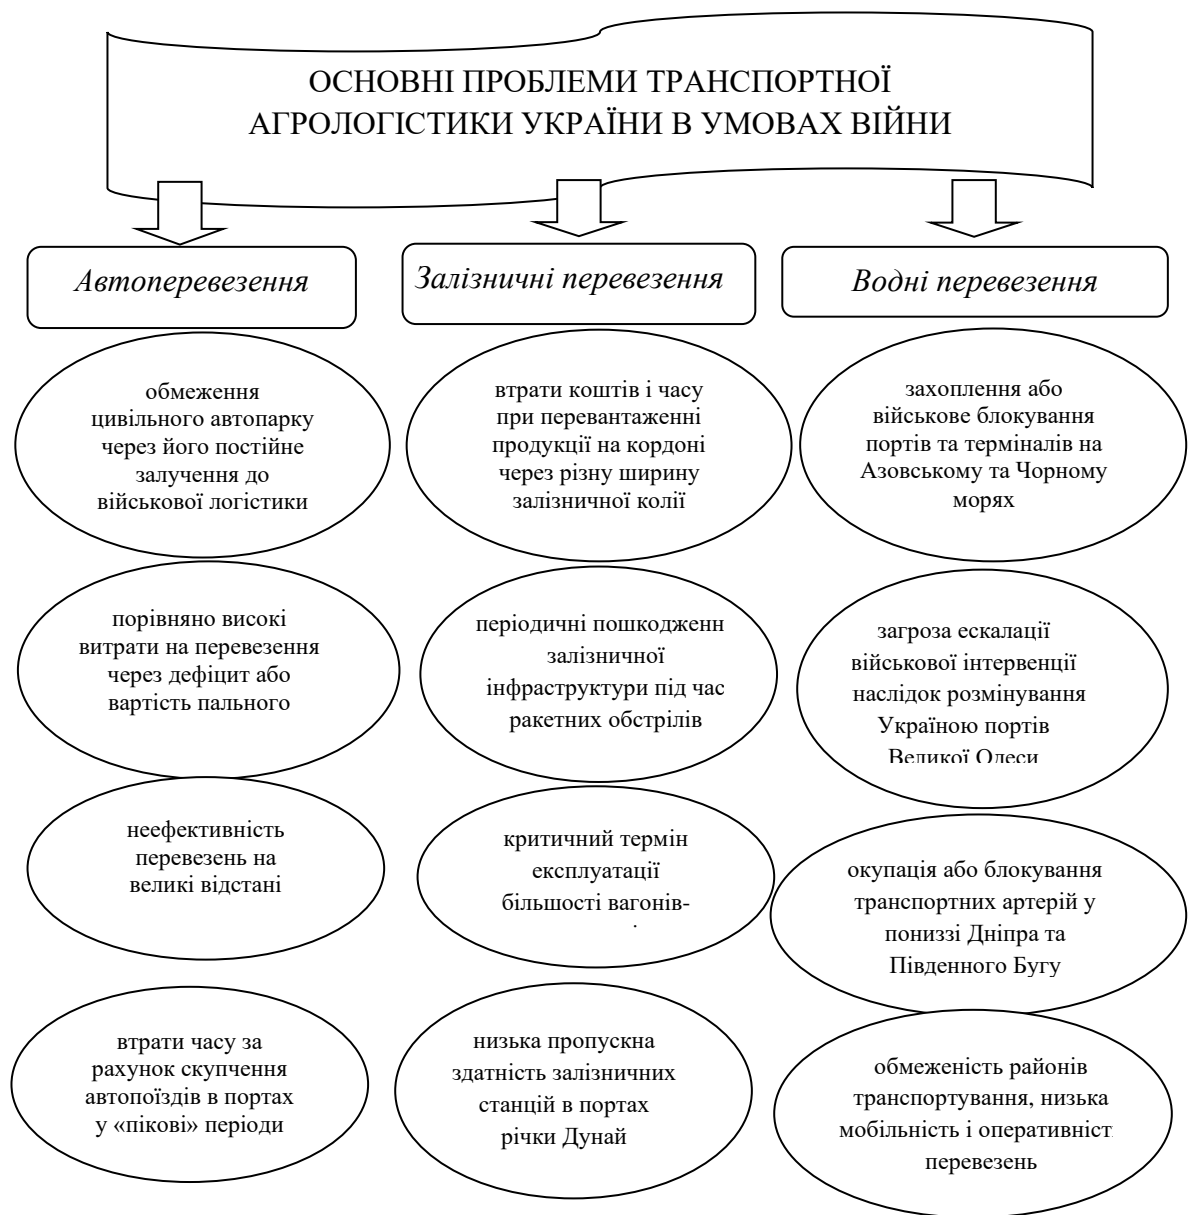 ОСНОВНІ ПРОБЛЕМИ ТРАНСПОРТНОЇ
АГРОЛОГІСТИКИ УКРАЇНИ В УМОВАХ ВІЙНИ
Автоперевезення
Залізничні перевезення
Водні перевезення
обмеження
цивільного автопарку
через його постійне
залучення до
військової логістики
втрати коштів і часу
при перевантаженні
продукції на кордоні
через різну ширину
залізничної колії
захоплення або
військове блокування
портів та терміналів на
Азовському та Чорному
морях
порівняно високі
витрати на перевезення
через дефіцит або
вартість пального
періодичні пошкодженн
залізничної
інфраструктури під час
ракетних обстрілів
загроза ескалації
військової інтервенції
наслідок розмінування
Україною портів
Великої Одеси
неефективність
перевезень на
великі відстані
критичний термін
експлуатації
більшості вагонів-
окупація або блокування
транспортних артерій у
пониззі Дніпра та
Південного Бугу
втрати часу за
рахунок скупчення
автопоїздів в портах
у «пікові» періоди
низька пропускна
здатність залізничних
станцій в портах
річки Дунай
обмеженість районів
транспортування, низька
мобільність і оперативніст
перевезень